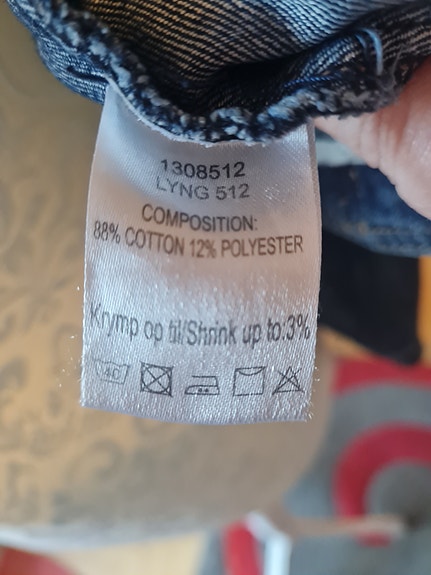 1308512
LYNG 512
COMPOSITION:
88% COTTON 12% POLYESTER
Krymp op til/Shrink up to:3%
40